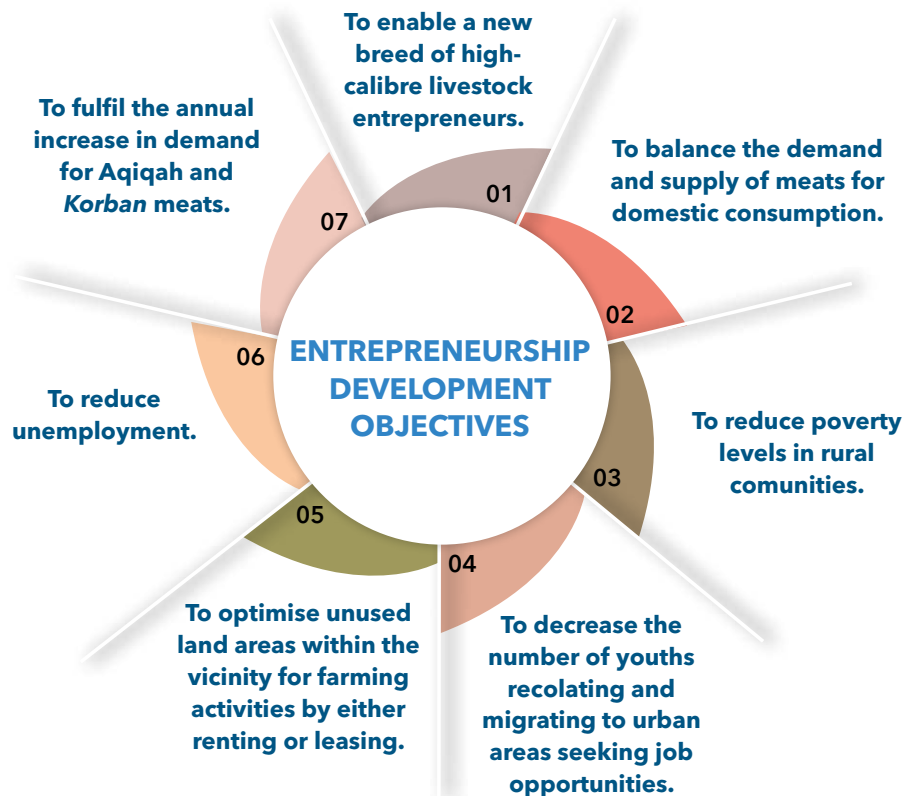 ENTREPRENEURSHIP
DEVELOPMENT
OBJECTIVES
01
To enable a new
breed of high-
calibre livestock
entrepreneurs.
02
To balance the demand
and supply of meats for
domestic consumption.
03
To reduce poverty
levels in rural
comunities.
04
To decrease the
number of youths
recolating and
migrating to urban
areas seeking job
opportunities.
05
To optimise unused
land areas within the
vicinity for farming
activities by either
renting or leasing.
06
To reduce
unemployment.
07
To fulfil the annual
increase in demand
for Aqiqah and
Korban meats.